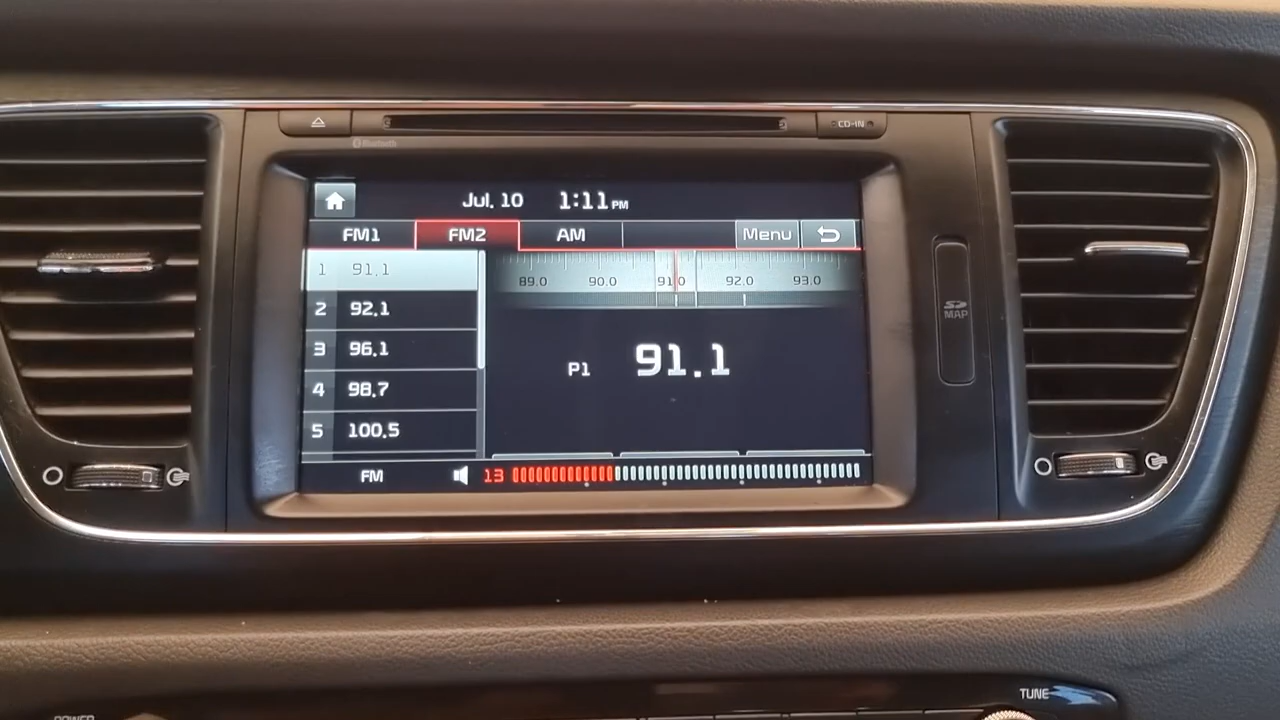 CD-IN
Bluetooth
Jul. 10 1:11 PM
FM1 FM2 AM Menu
1 91.1
2 92.1
3 96.1
4 98.7
5 100.5
89.0 90.0 91.0 92.0 93.0
P1 91.1
FM 13
SD
MAP
TUNE
POWER